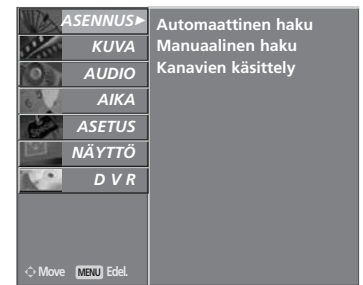 ASENNUS▶
KUVA
AUDIO
AIKA
ASETUS
NÄYTTÖ
D V R
Automaattinen haku
Manuaalinen haku
Kanavien käsittely
Move MENU Edel.